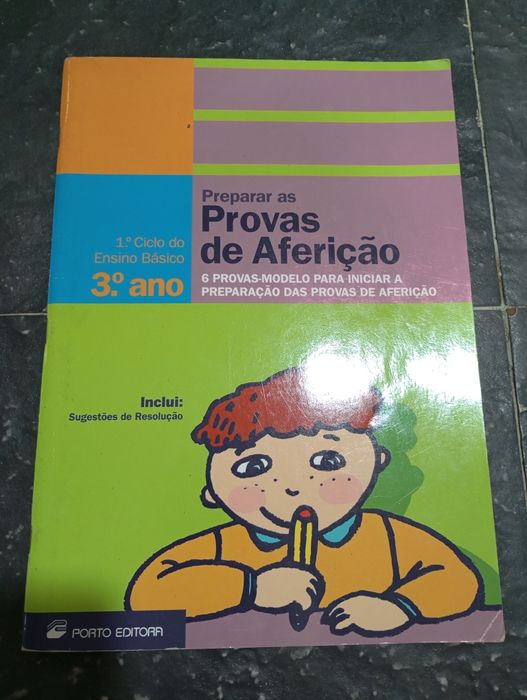 Preparar as
Provas
de Aferição
1.º Ciclo do
Ensino Básico
3.º ano
6 PROVAS-MODELO PARA INICIAR A
PREPARAÇÃO DAS PROVAS DE AFERIÇÃO
Inclui:
Sugestões de Resolução
PORTO EDITORA